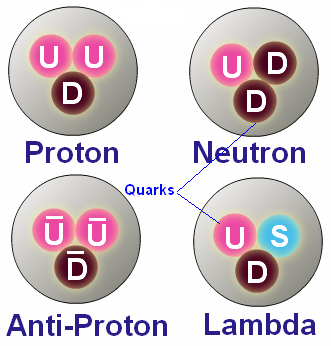 U U
D
Proton
U D
D
Neutron
Quarks
Ū Ū
D̄
Anti-Proton
U S
D
Lambda